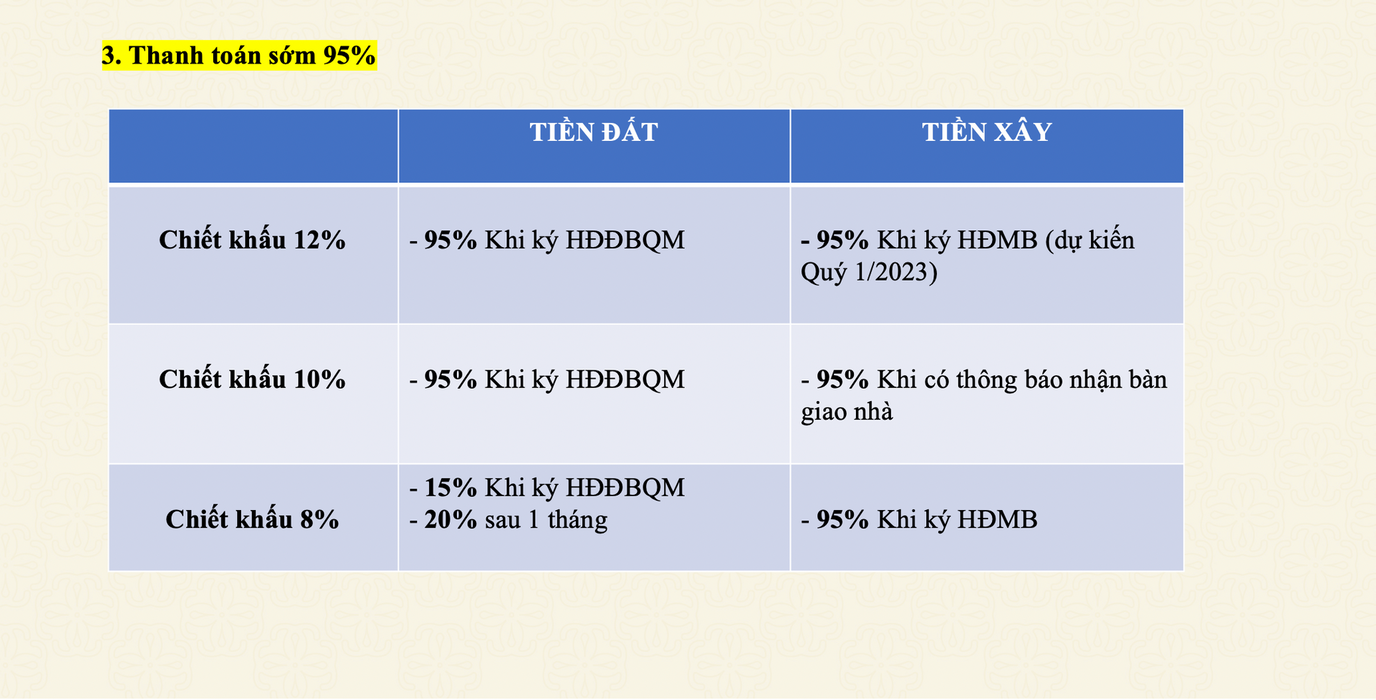 3. Thanh toán sớm 95%
TIỀN ĐẤT
TIỀN XÂY
Chiết khấu 12%
- 95% Khi ký HĐĐBQM
- 95% Khi ký HĐMB (dự kiến
Quý 1/2023)
Chiết khấu 10%
- 95% Khi ký HĐĐBQM
- 95% Khi có thông báo nhận bàn
giao nhà
Chiết khấu 8%
- 15% Khi ký HĐĐBQM
- 20% sau 1 tháng
- 95% Khi ký HĐMB